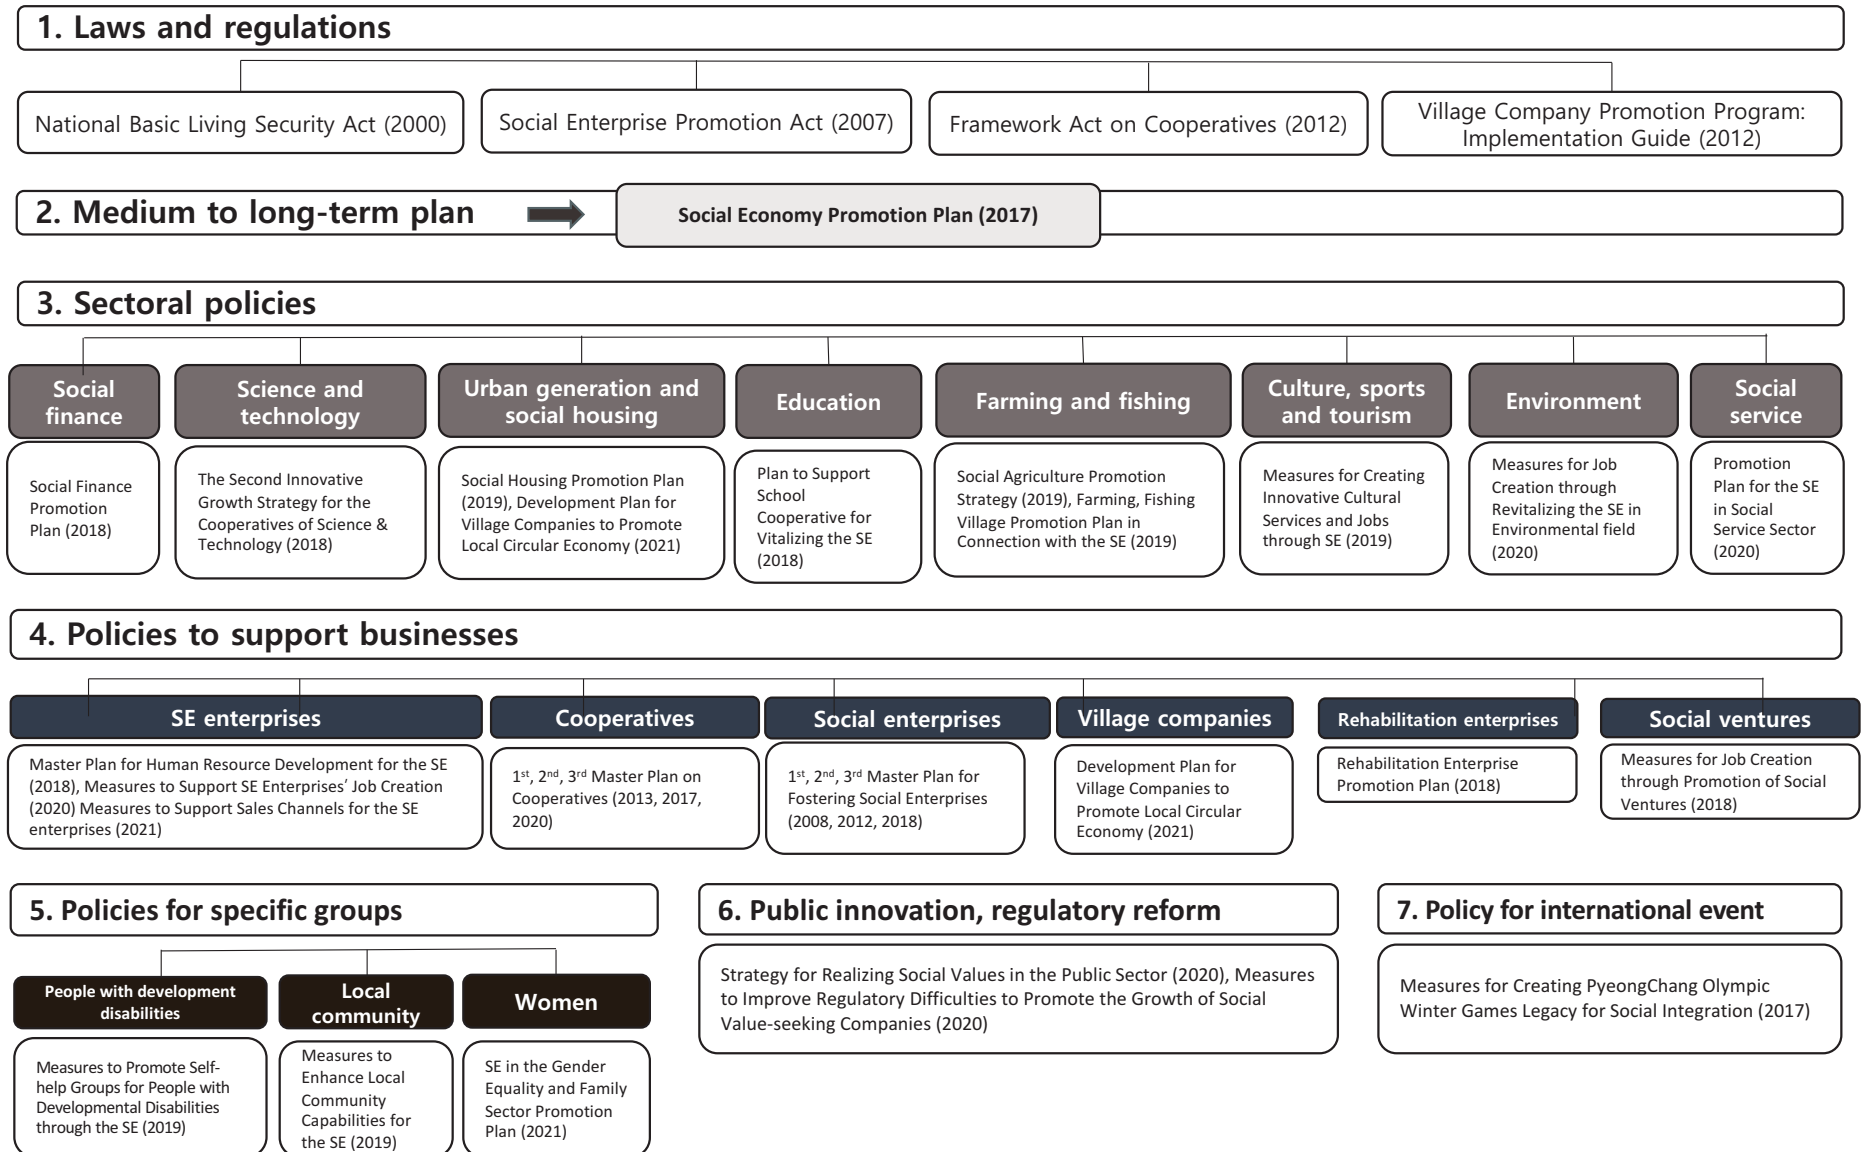 1. Laws and regulations
National Basic Living Security Act (2000)
Social Enterprise Promotion Act (2007)
Framework Act on Cooperatives (2012)
Village Company Promotion Program:
Implementation Guide (2012)
2. Medium to long-term plan
Social Economy Promotion Plan (2017)
3. Sectoral policies
Social
finance
Social Finance
Promotion
Plan (2018)
Science and
technology
The Second Innovative
Growth Strategy for the
Cooperatives of Science &
Technology (2018)
Urban generation and
social housing
Social Housing Promotion Plan
(2019), Development Plan for
Village Companies to Promote
Local Circular Economy (2021)
Education
Plan to Support
School
Cooperative for
Vitalizing the SE
(2018)
Farming and fishing
Social Agriculture Promotion
Strategy (2019), Farming, Fishing
Village Promotion Plan in
Connection with the SE (2019)
Culture, sports
and tourism
Measures for Creating
Innovative Cultural
Services and Jobs
through SE (2019)
Environment
Measures for Job
Creation through
Revitalizing the SE in
Environmental field
(2020)
Social
service
Promotion
Plan for the SE
in Social
Service Sector
(2020)
4. Policies to support businesses
SE enterprises
Master Plan for Human Resource Development for the SE
(2018), Measures to Support SE Enterprises’ Job Creation
(2020) Measures to Support Sales Channels for the SE
enterprises (2021)
Cooperatives
1st, 2nd, 3rd Master Plan on
Cooperatives (2013, 2017,
2020)
Social enterprises
1st, 2nd, 3rd Master Plan for
Fostering Social Enterprises
(2008, 2012, 2018)
Village companies
Development Plan for
Village Companies to
Promote Local Circular
Economy (2021)
Rehabilitation enterprises
Rehabilitation Enterprise
Promotion Plan (2018)
Social ventures
Measures for Job Creation
through Promotion of Social
Ventures (2018)
5. Policies for specific groups
People with development
disabilities
Measures to Promote Self-
help Groups for People with
Developmental Disabilities
through the SE (2019)
Local
community
Measures to
Enhance Local
Community
Capabilities for
the SE (2019)
Women
SE in the Gender
Equality and Family
Sector Promotion
Plan (2021)
6. Public innovation, regulatory reform
Strategy for Realizing Social Values in the Public Sector (2020), Measures
to Improve Regulatory Difficulties to Promote the Growth of Social
Value-seeking Companies (2020)
7. Policy for international event
Measures for Creating PyeongChang Olympic
Winter Games Legacy for Social Integration (2017)